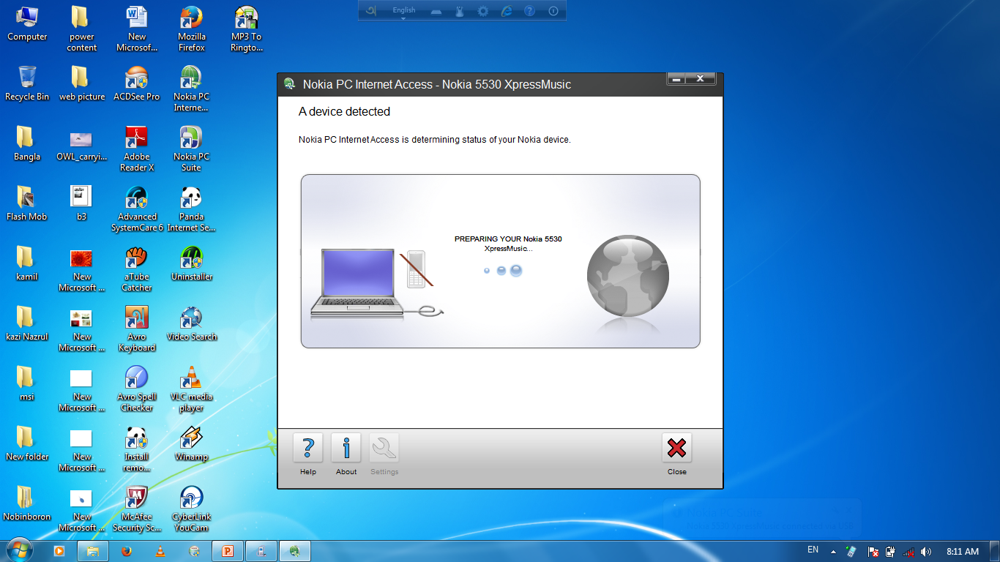 English
Computer
power
content
New
Microsof...
Mozilla
Firefox
MP3 To
Ringto...
Recycle Bin
web picture
ACDSee Pro
Nokia PC
Interne...
Bangla
OWL_carryi...
Adobe
Reader X
Nokia PC
Suite
Flash Mob
b3
Advanced
SystemCare 6
Panda
Internet Se...
kamil
New
Microsoft ...
aTube
Catcher
Uninstaller
kazi Nazrul
New
Microsoft ...
Avro
Keyboard
Video Search
msi
New
Microsoft ...
Avro Spell
Checker
VLC media
player
New folder
New
Microsoft ...
Install
remo...
Winamp
Nobinboron
New
Microsoft ...
McAfee
Security Sc...
CyberLink
YouCam
Nokia PC Internet Access - Nokia 5530 XpressMusic
A device detected
Nokia PC Internet Access is determining status of your Nokia device.
PREPARING YOUR Nokia 5530
XpressMusic...
Help
About
Settings
Close
Nokia PC Suite
EN
8:11 AM